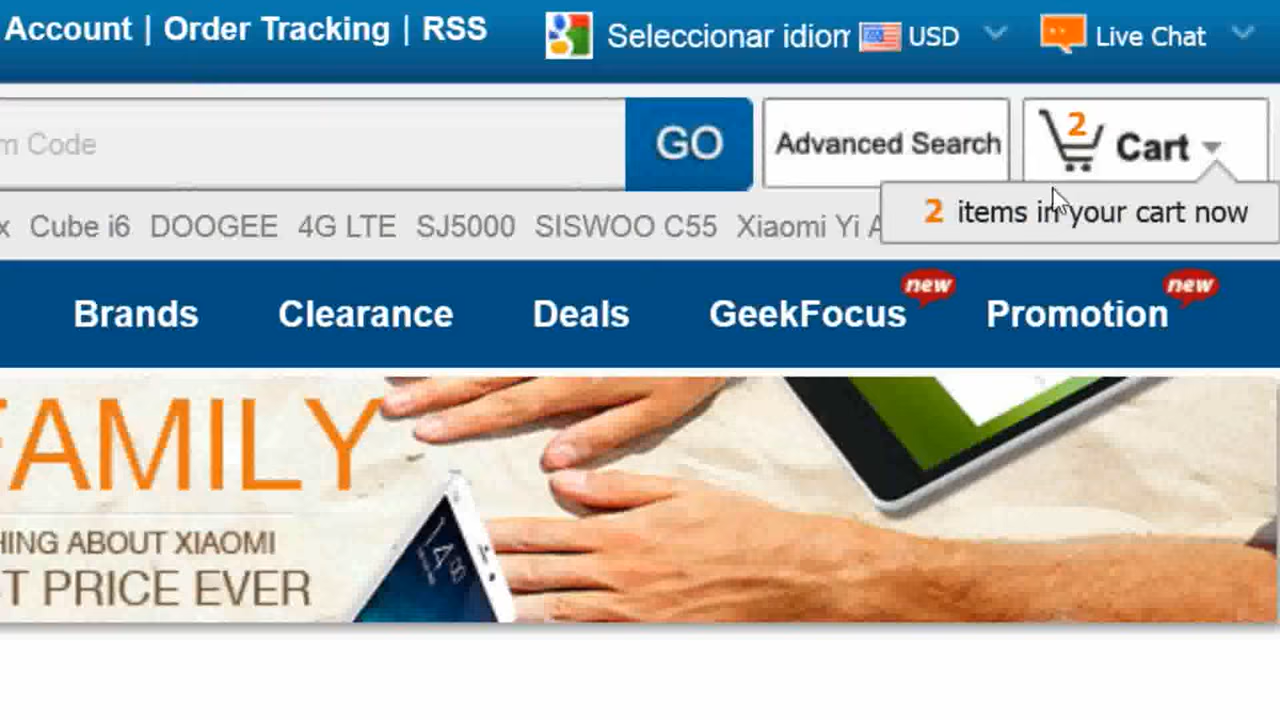 Account | Order Tracking | RSS
Seleccionar idiom
USD
Live Chat
m Code
GO
Advanced Search
2
Cart
x Cube i6 DOOGEE 4G LTE SJ5000 SISWOO C55 Xiaomi Yi A
2 items in your cart now
Brands Clearance Deals GeekFocus new Promotion new
FAMILY
HING ABOUT XIAOMI
T PRICE EVER